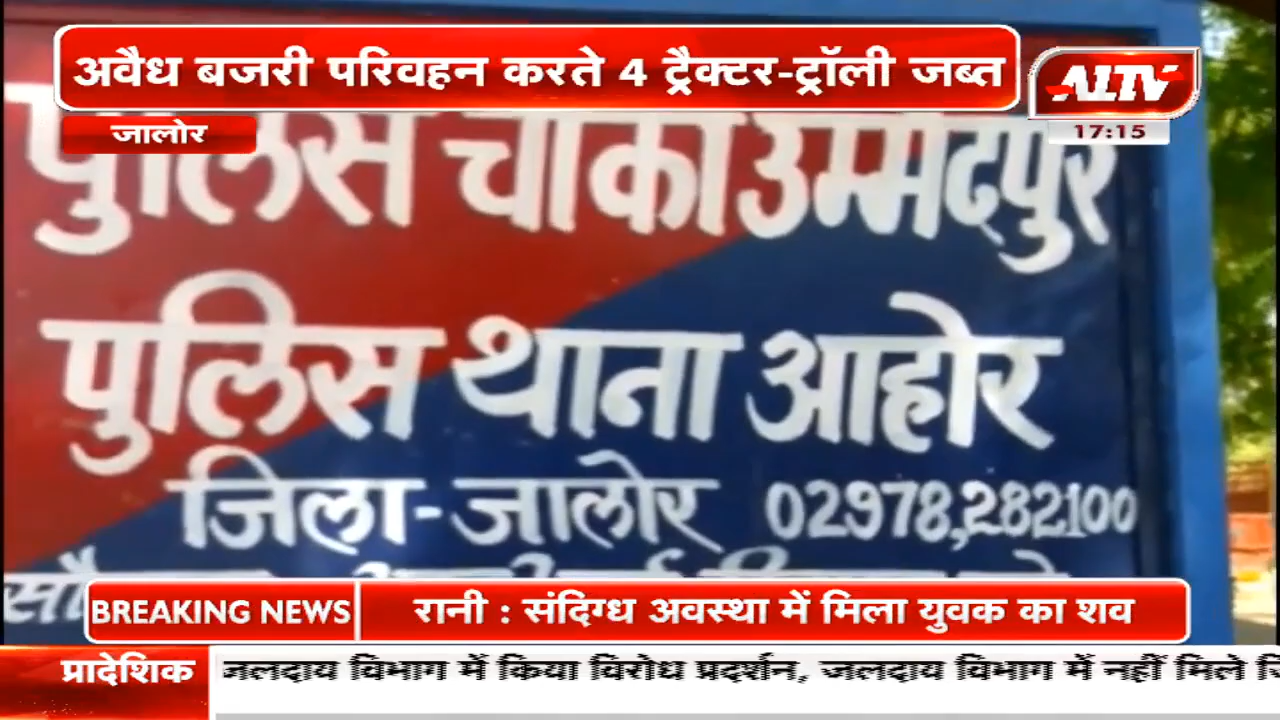 अवैध बजरी परिवहन करते 4 ट्रैक्टर-ट्रॉली जब्त
ALTV
17:15
जालोर
पुलिस चौकी उम्मेदपुर
पुलिस थाना आहोर
जिला-जालोर 02978,282100
BREAKING NEWS रानी : संदिग्ध अवस्था में मिला युवक का शव
प्रादेशिक जलदाय विभाग में किया विरोध प्रदर्शन, जलदाय विभाग में नहीं मिले